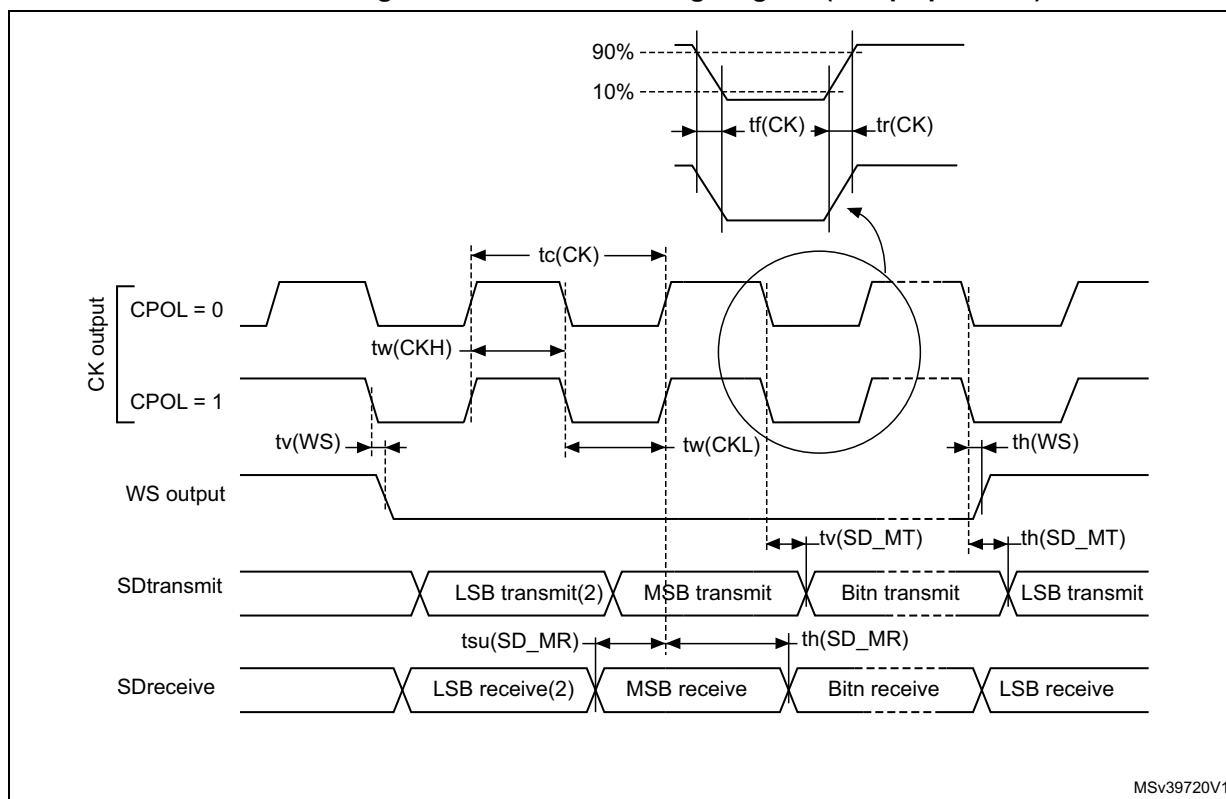 90%
10%
tf(CK)
tr(CK)
tc(CK)
CK output
CPOL = 0
tw(CKH)
CPOL = 1
tv(WS)
tw(CKL)
th(WS)
WS output
tv(SD_MT)
th(SD_MT)
SDtransmit
LSB transmit(2)
MSB transmit
Bitn transmit
LSB transmit
tsu(SD_MR)
th(SD_MR)
SDreceive
LSB receive(2)
MSB receive
Bitn receive
LSB receive
MSv39720V1